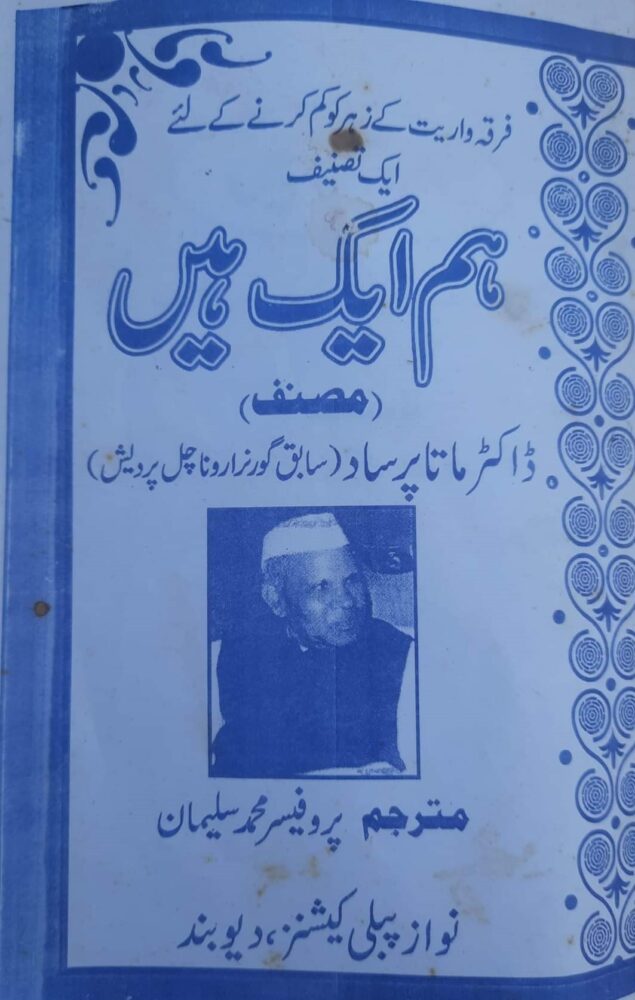 فرقہ واریت کے زہر کو کم کرنے کے لئے
ایک تصنیف
ہم ایک ہیں
(مصنف)
ڈاکٹر ماتا پرساد (سابق گورنر اروناچل پردیش)
مترجم پروفیسر محمد سلیمان
نواز پبلی کیشنز، دیوبند